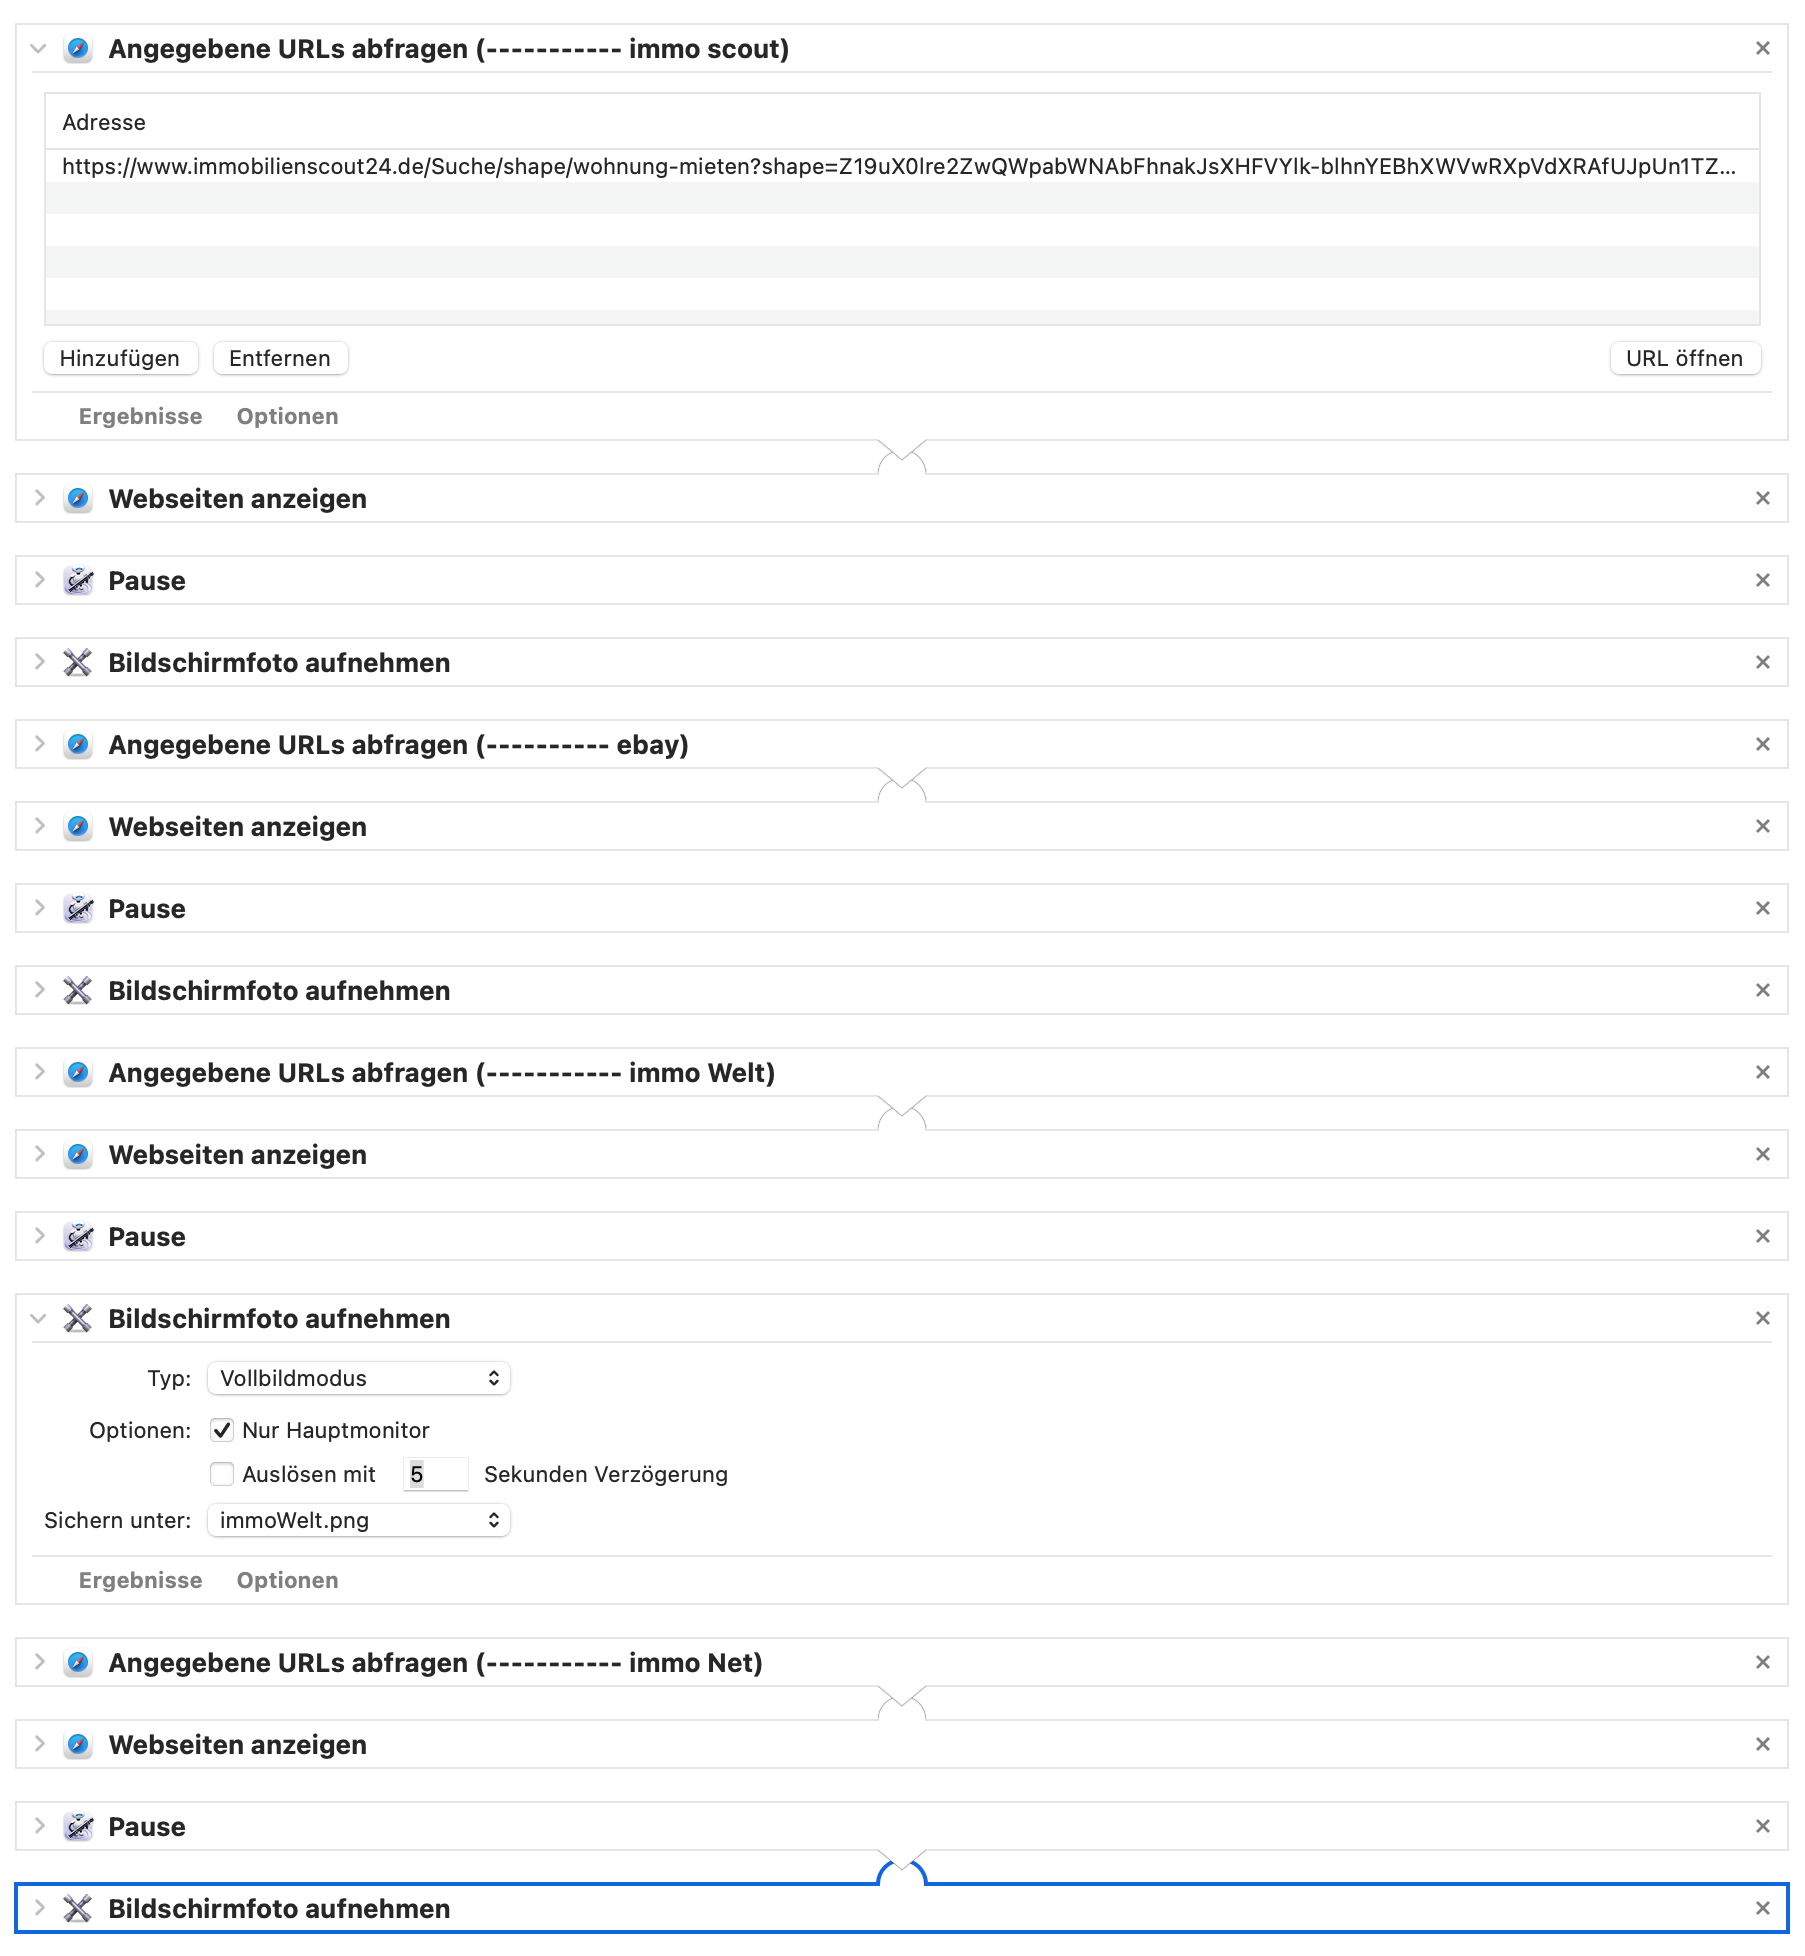 Angegebene URLs abfragen (----------- immo scout)
Adresse
https://www.immobilienscout24.de/Suche/shape/wohnung-mieten?shape=Z19uX0lre2ZwQWpabWNAbFhnakJsXHFVYlk-blhnYEBhXWVwRXpVdXRAfUJpUn1TZ...
Hinzufügen Entfernen URL öffnen
Ergebnisse Optionen
Webseiten anzeigen
Pause
Bildschirmfoto aufnehmen
Angegebene URLs abfragen (---------- ebay)
Webseiten anzeigen
Pause
Bildschirmfoto aufnehmen
Angegebene URLs abfragen (----------- immo Welt)
Webseiten anzeigen
Pause
Bildschirmfoto aufnehmen
Typ: Vollbildmodus
Optionen: Nur Hauptmonitor
Auslösen mit 5 Sekunden Verzögerung
Sichern unter: immoWelt.png
Ergebnisse Optionen
Angegebene URLs abfragen (----------- immo Net)
Webseiten anzeigen
Pause
Bildschirmfoto aufnehmen